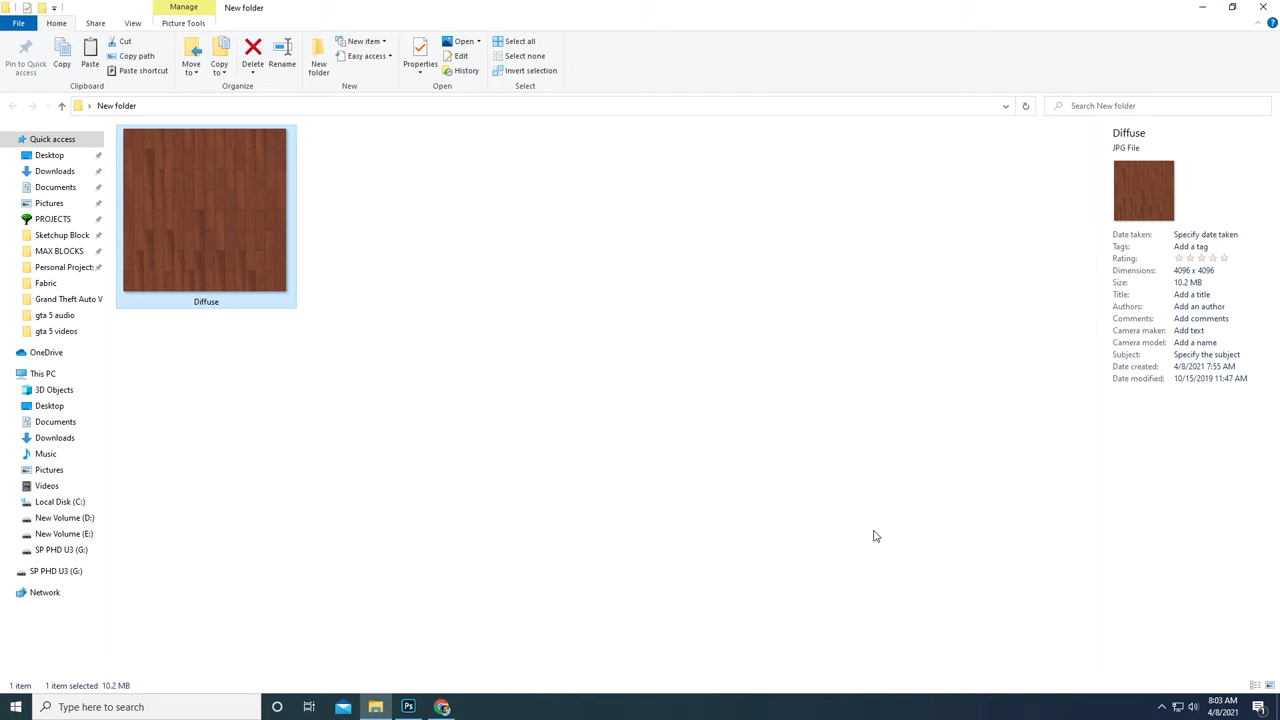 Manage
New folder
File
Home
Share
View
Picture Tools
Pin to Quick access
Copy
Paste
Cut
Copy path
Paste shortcut
Clipboard
Move to
Copy to
Delete
Rename
Organize
New folder
New item
Easy access
New
Properties
Open
Edit
History
Open
Select all
Select none
Invert selection
Select
New folder
Search New folder
Quick access
Desktop
Downloads
Documents
Pictures
PROJECTS
Sketchup Block
MAX BLOCKS
Personal Project
Fabric
Grand Theft Auto V
gta 5 audio
gta 5 videos
OneDrive
This PC
3D Objects
Desktop
Documents
Downloads
Music
Pictures
Videos
Local Disk (C:)
New Volume (D:)
New Volume (E:)
SP PHD U3 (G:)
SP PHD U3 (G:)
Network
Diffuse
Diffuse
JPG File
Date taken: Specify date taken
Tags: Add a tag
Rating: ☆☆☆☆☆
Dimensions: 4096 x 4096
Size: 10.2 MB
Title: Add a title
Authors: Add an author
Comments: Add comments
Camera maker: Add text
Camera model: Add a name
Subject: Specify the subject
Date created: 4/8/2021 7:55 AM
Date modified: 10/15/2019 11:47 AM
1 item 1 item selected 10.2 MB
Type here to search
Ps
8:03 AM
4/8/2021
1